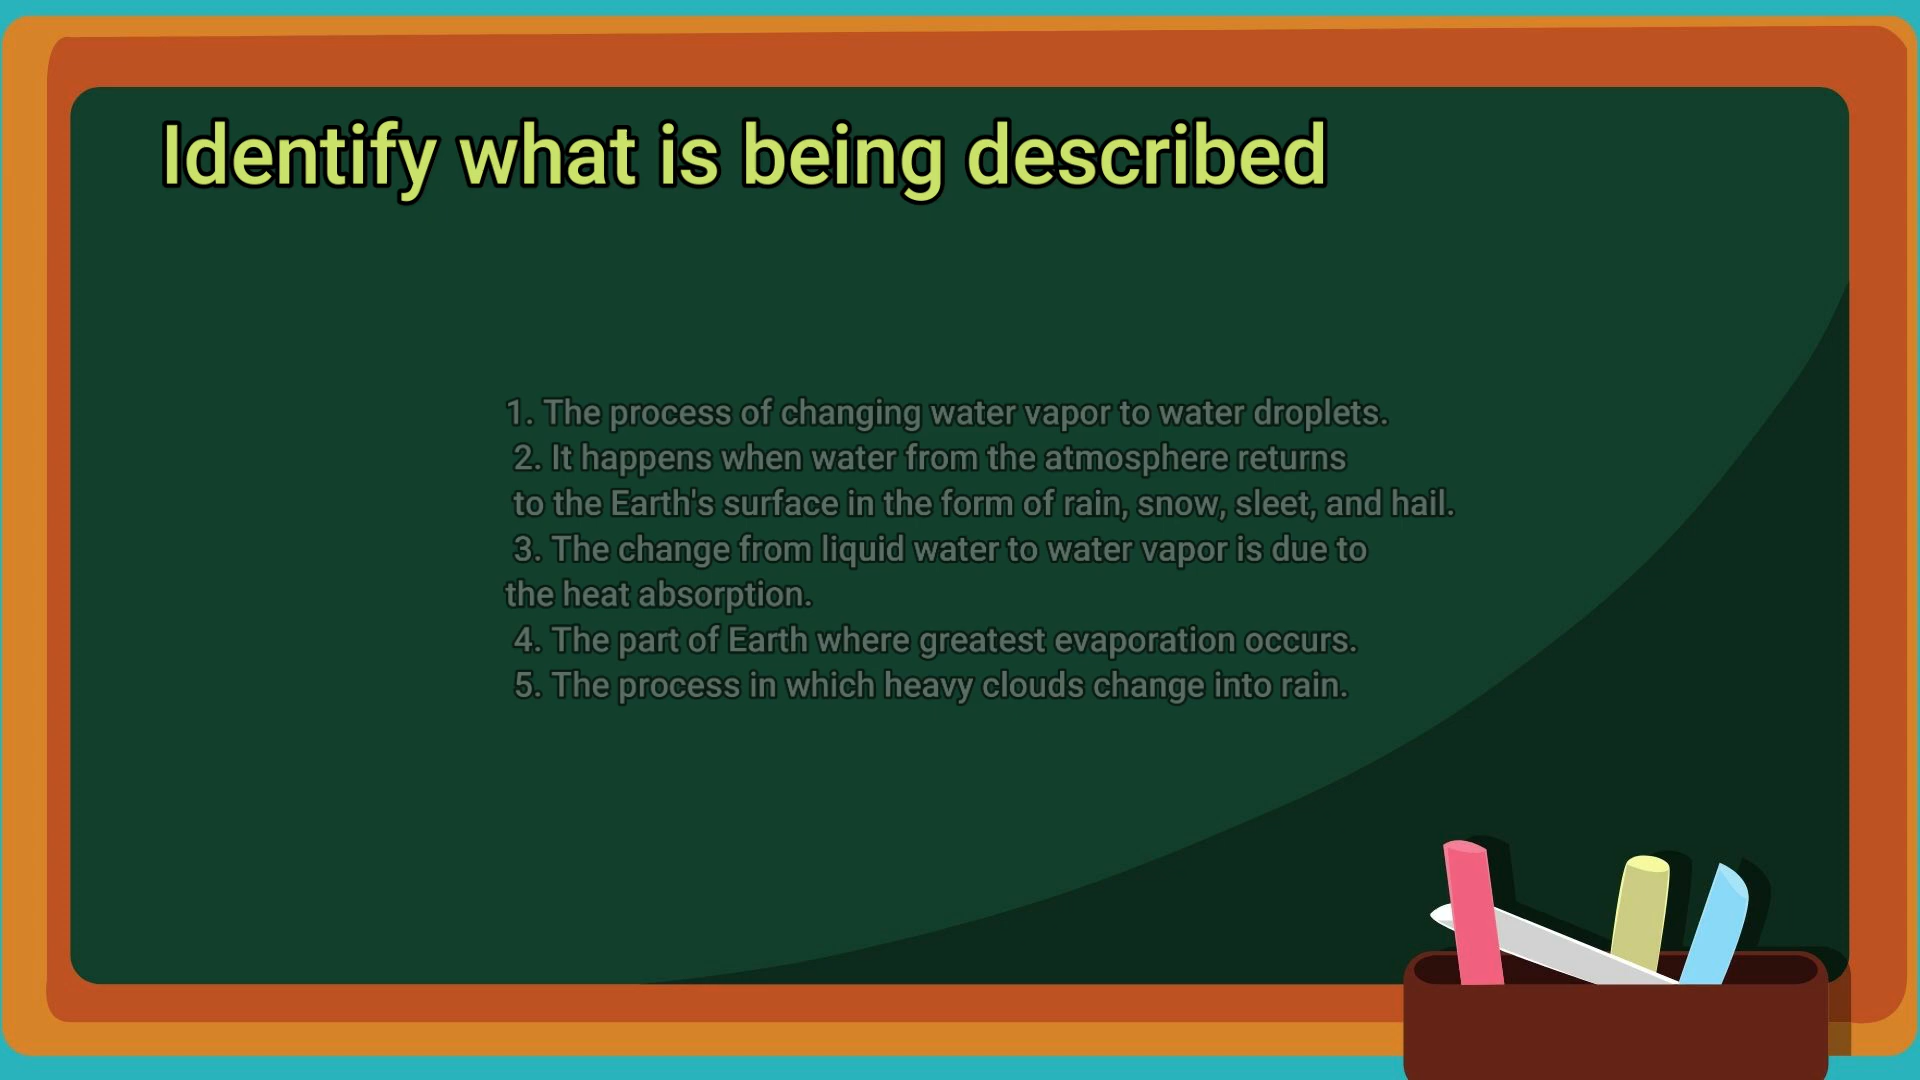 Identify what is being described
1. The process of changing water vapor to water droplets.
2. It happens when water from the atmosphere returns
to the Earth's surface in the form of rain, snow, sleet, and hail.
3. The change from liquid water to water vapor is due to
the heat absorption.
4. The part of Earth where greatest evaporation occurs.
5. The process in which heavy clouds change into rain.